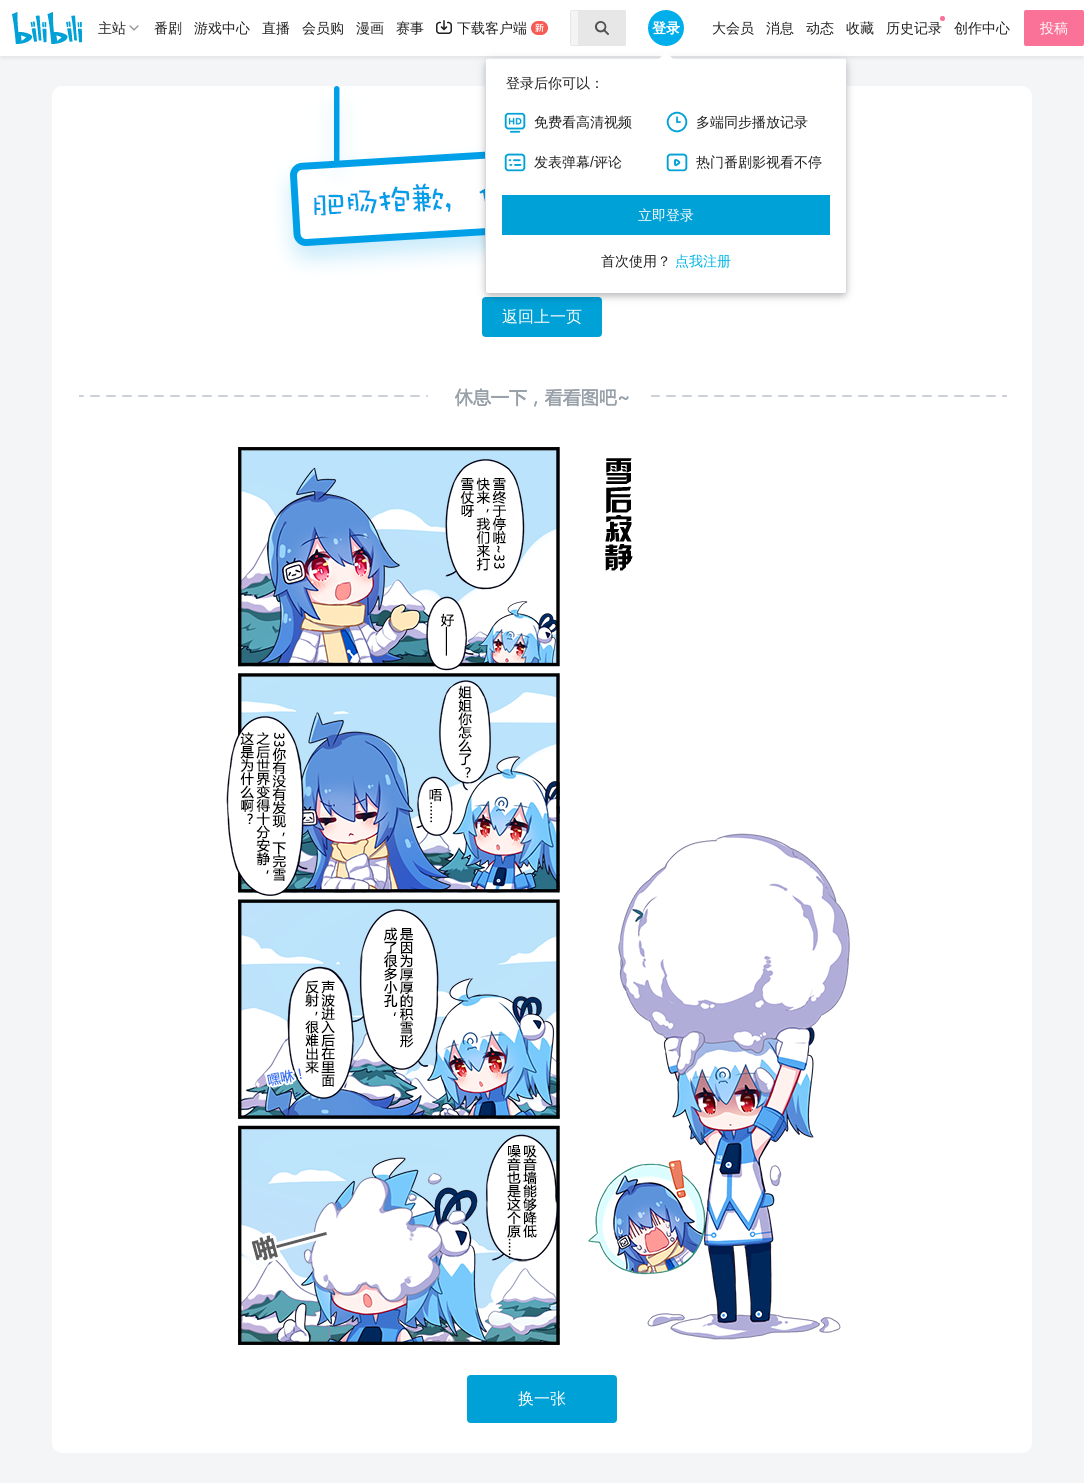 bilibili 主站 番剧 游戏中心 直播 会员购 漫画 赛事 下载客户端 新 登录 大会员 消息 动态 收藏 历史记录 创作中心 投稿
登录后你可以：
HD 免费看高清视频 多端同步播放记录
发表弹幕/评论 热门番剧影视看不停
立即登录
首次使用？ 点我注册
肥肠抱歉，
返回上一页
休息一下，看看图吧~
雪后寂静
雪终于停啦~33
快来，我们来打
雪仗呀
好——
姐姐你怎么了？
唔……
33你有没有发现，下完雪
之后世界变得十分安静，
这是为什么啊？
是因为厚厚的积雪形
成了很多小孔，
声波进入后在里面
反射，很难出来
嘿咻！
吸音墙能够降低
噪音也是这个原……
啪——
换一张